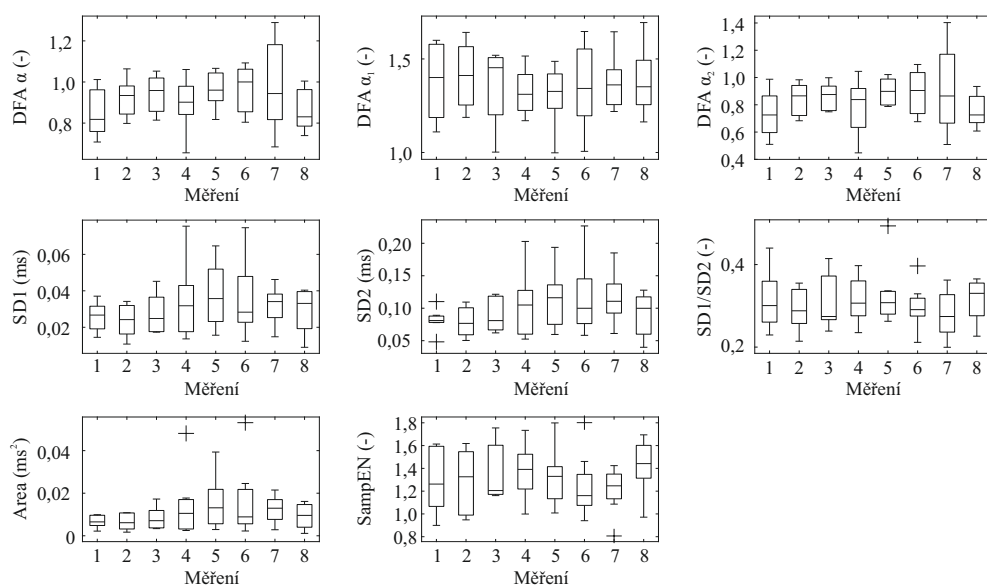 DFA α (-)
1,2
1,0
0,8
1 2 3 4 5 6 7 8
Měření
DFA α₁ (-)
1,5
1,0
1 2 3 4 5 6 7 8
Měření
DFA α₂ (-)
1,4
1,2
1,0
0,8
0,6
0,4
1 2 3 4 5 6 7 8
Měření
SD1 (ms)
0,06
0,04
0,02
1 2 3 4 5 6 7 8
Měření
SD2 (ms)
0,20
0,15
0,10
0,05
1 2 3 4 5 6 7 8
Měření
SD1/SD2 (-)
0,4
0,2
1 2 3 4 5 6 7 8
Měření
Area (ms²)
0,04
0,02
0
1 2 3 4 5 6 7 8
Měření
SampEN (-)
1,8
1,6
1,4
1,2
1,0
0,8
1 2 3 4 5 6 7 8
Měření